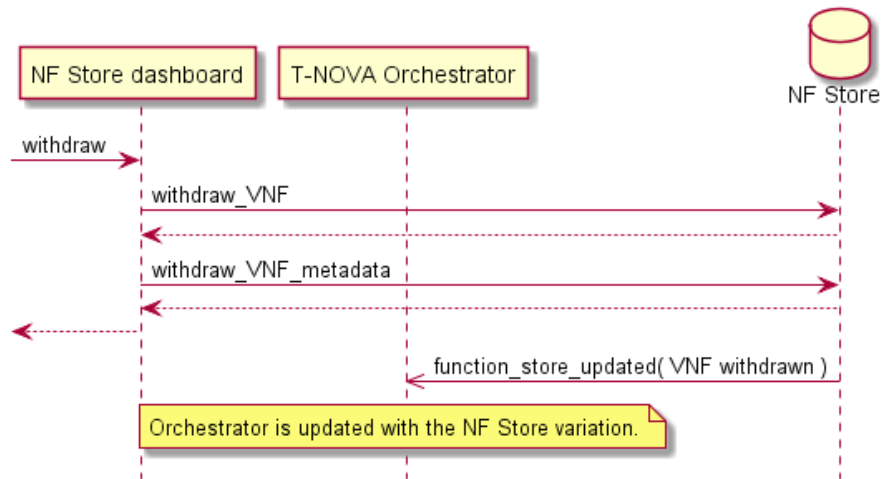 NF Store dashboard
T-NOVA Orchestrator
NF Store
withdraw
withdraw_VNF
withdraw_VNF_metadata
function_store_updated( VNF withdrawn )
Orchestrator is updated with the NF Store variation.